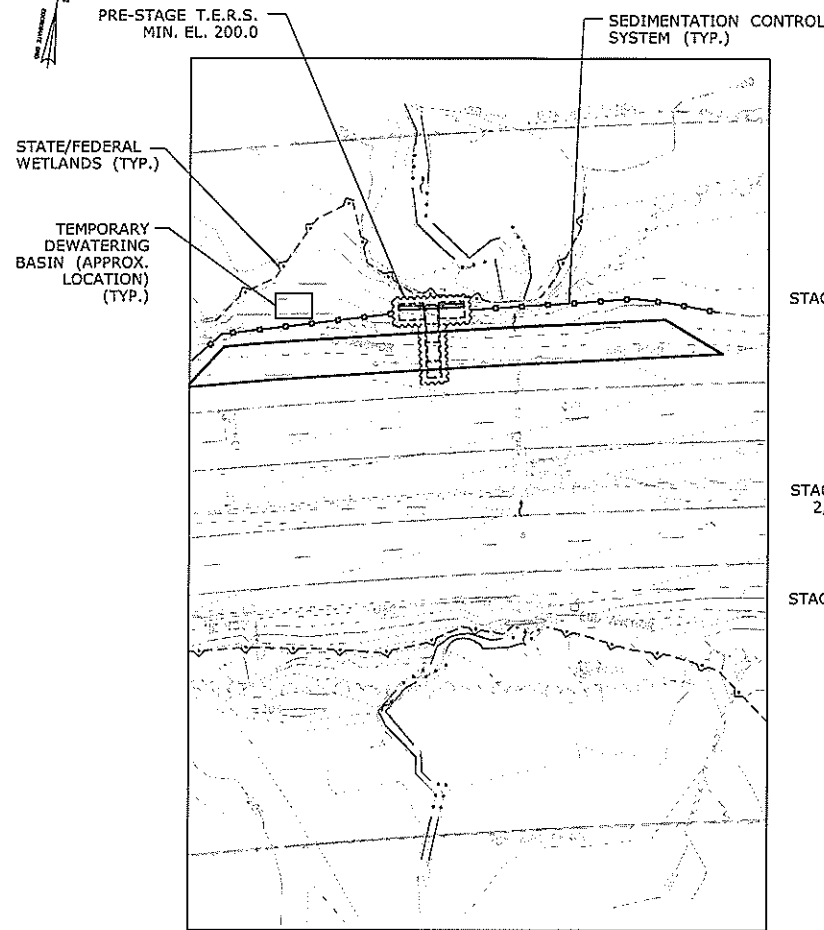 PRE-STAGE T.E.R.S.
MIN. EL. 200.0
SEDIMENTATION CONTROL
SYSTEM (TYP.)
STATE/FEDERAL
WETLANDS (TYP.)
TEMPORARY
DEWATERING
BASIN (APPROX.
LOCATION)
(TYP.)
STAG
STAG
2,
STAG